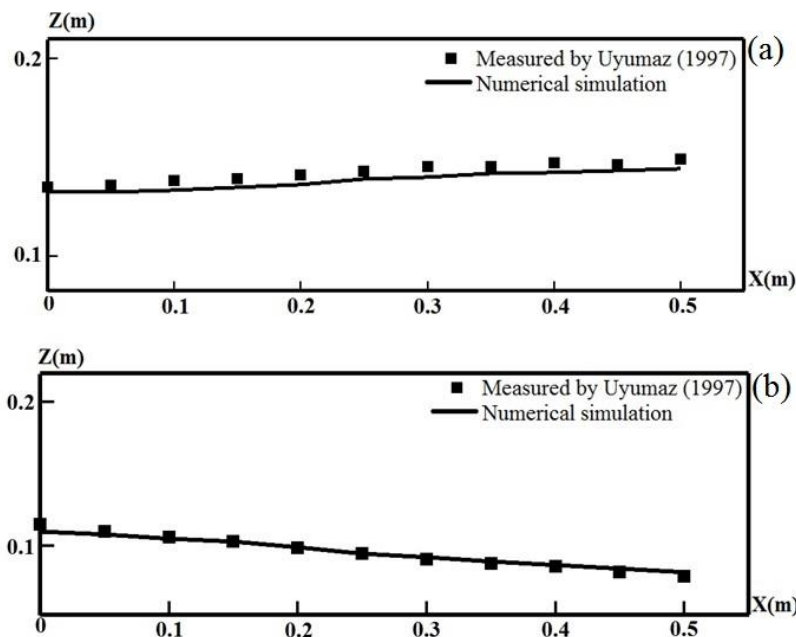 Z(m)
(a)
0.2
Measured by Uyumaz (1997)
Numerical simulation
0.1
X(m)
0 0.1 0.2 0.3 0.4 0.5
Z(m)
(b)
0.2
Measured by Uyumaz (1997)
Numerical simulation
0.1
X(m)
0 0.1 0.2 0.3 0.4 0.5